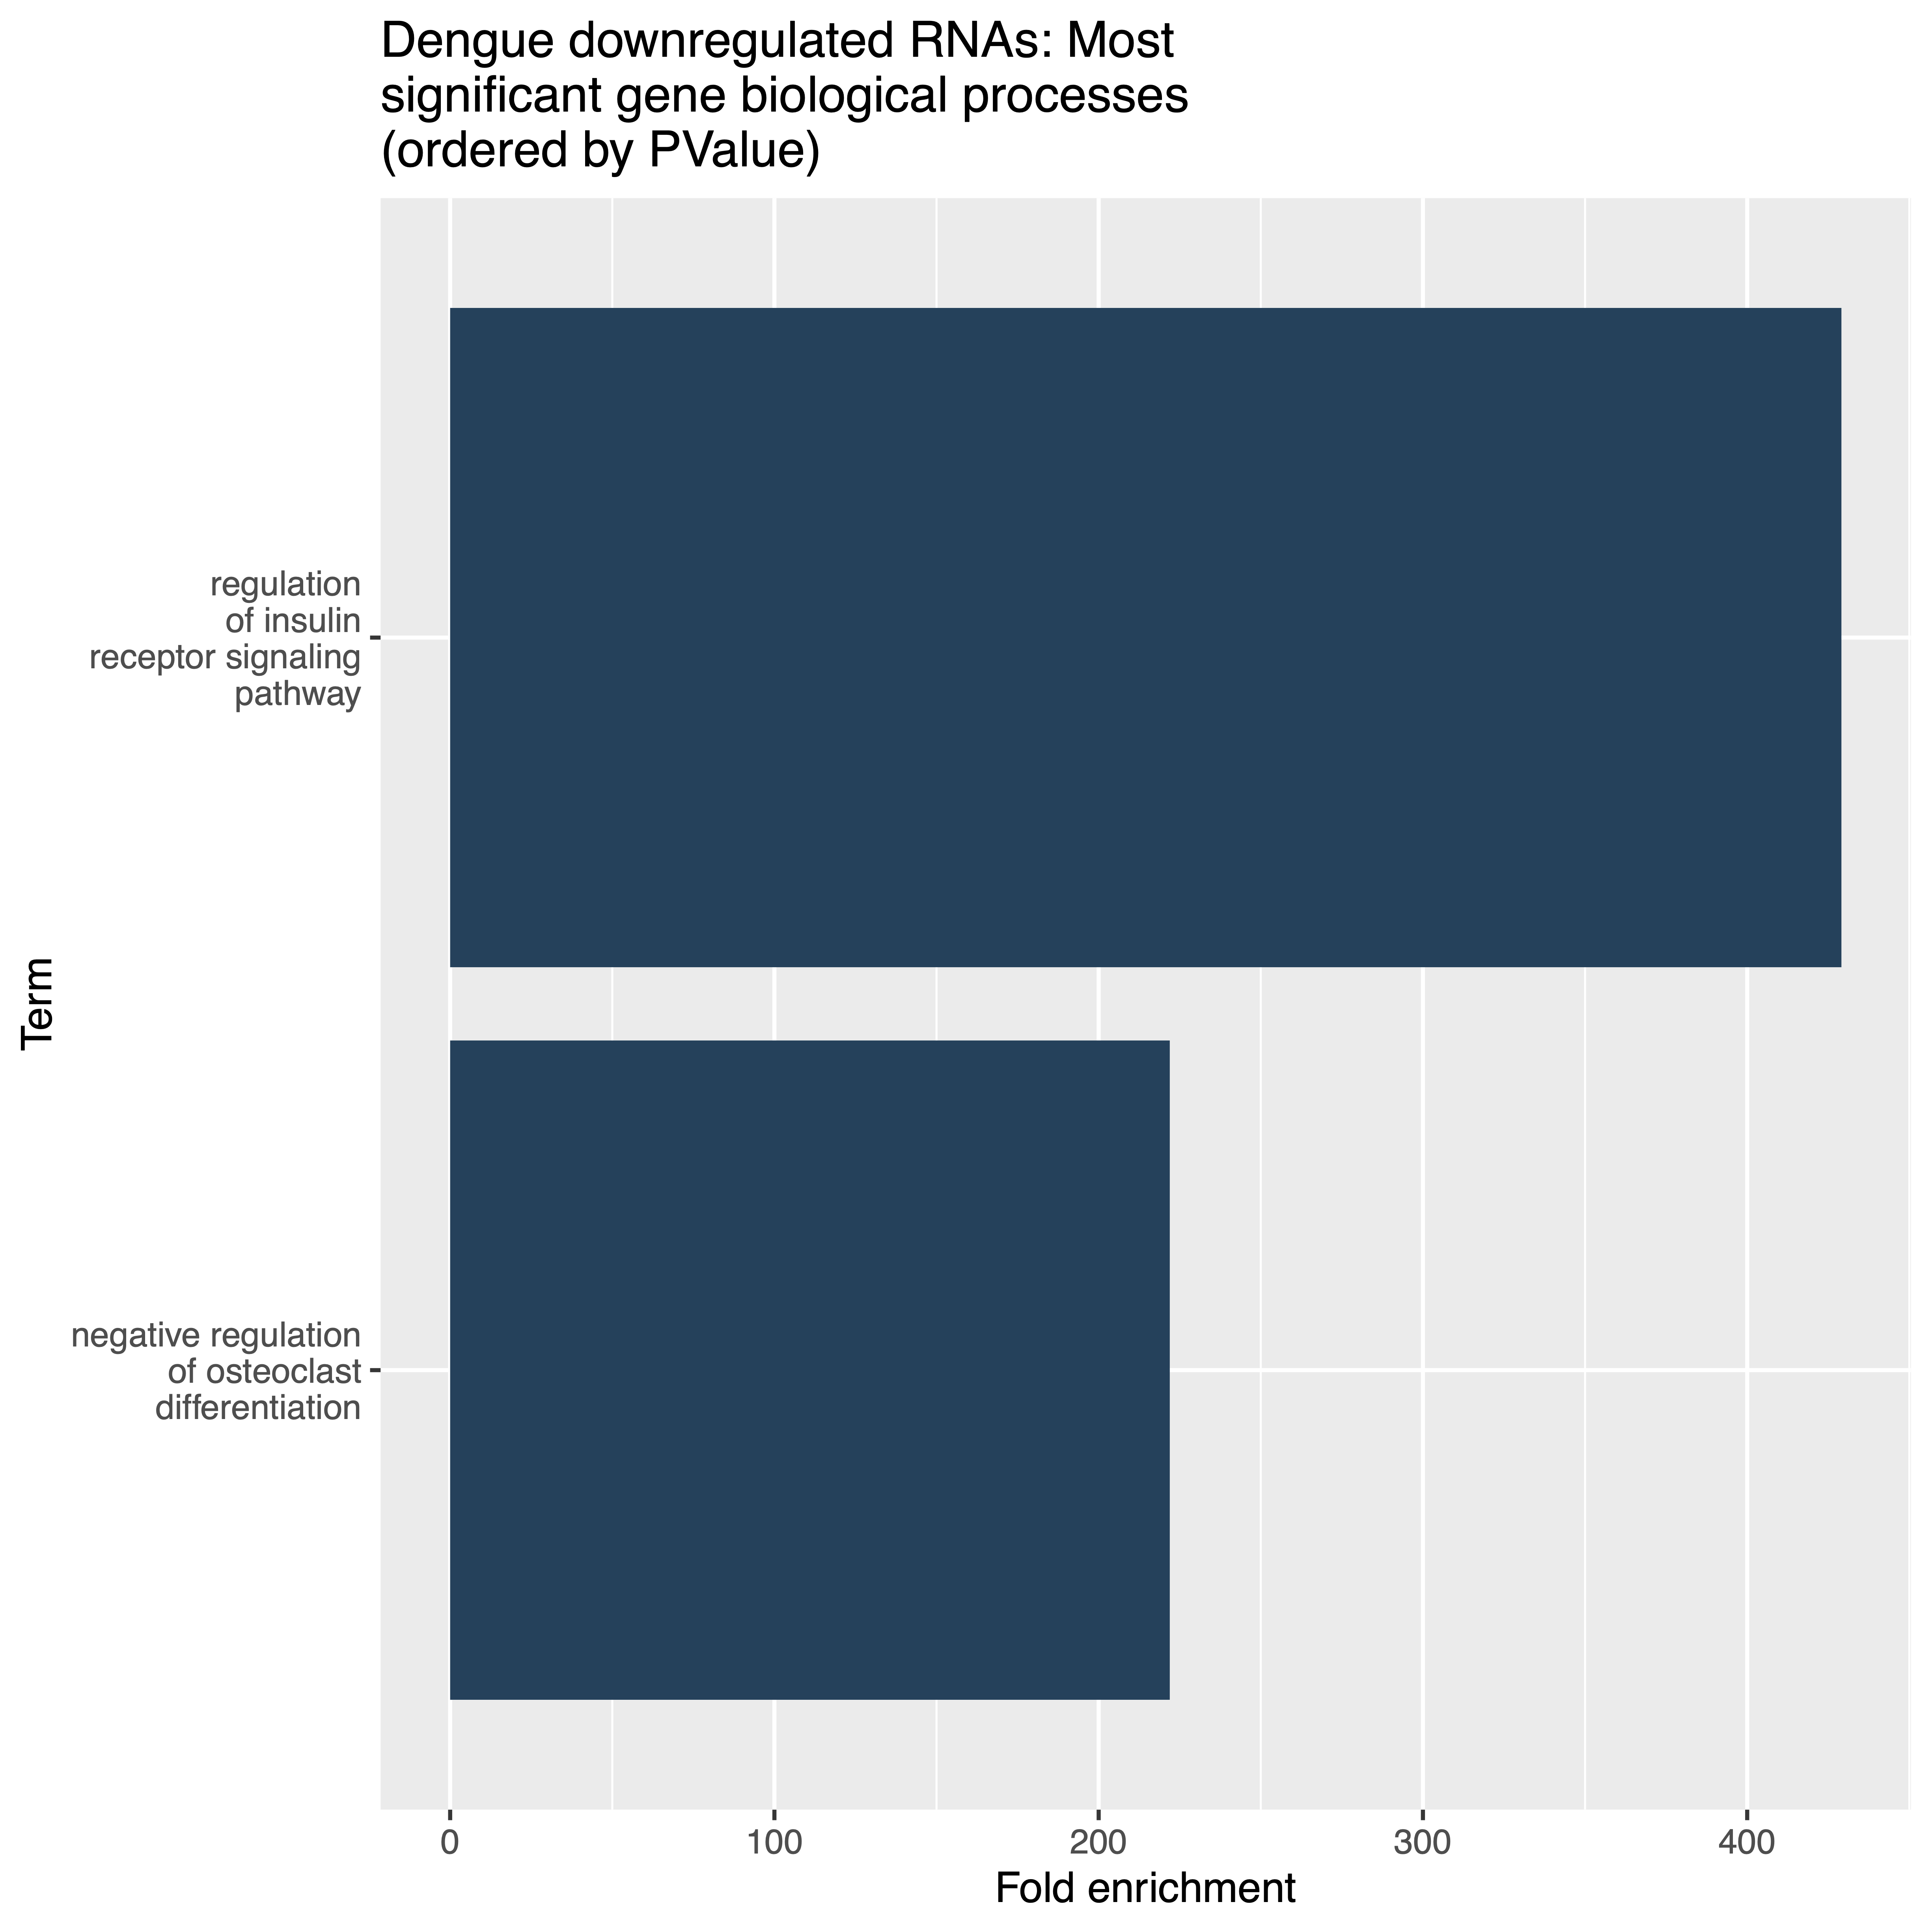 Dengue downregulated RNAs: Most
significant gene biological processes
(ordered by PValue)
regulation
of insulin
receptor signaling
pathway
Term
negative regulation
of osteoclast
differentiation
0 100 200 300 400
Fold enrichment